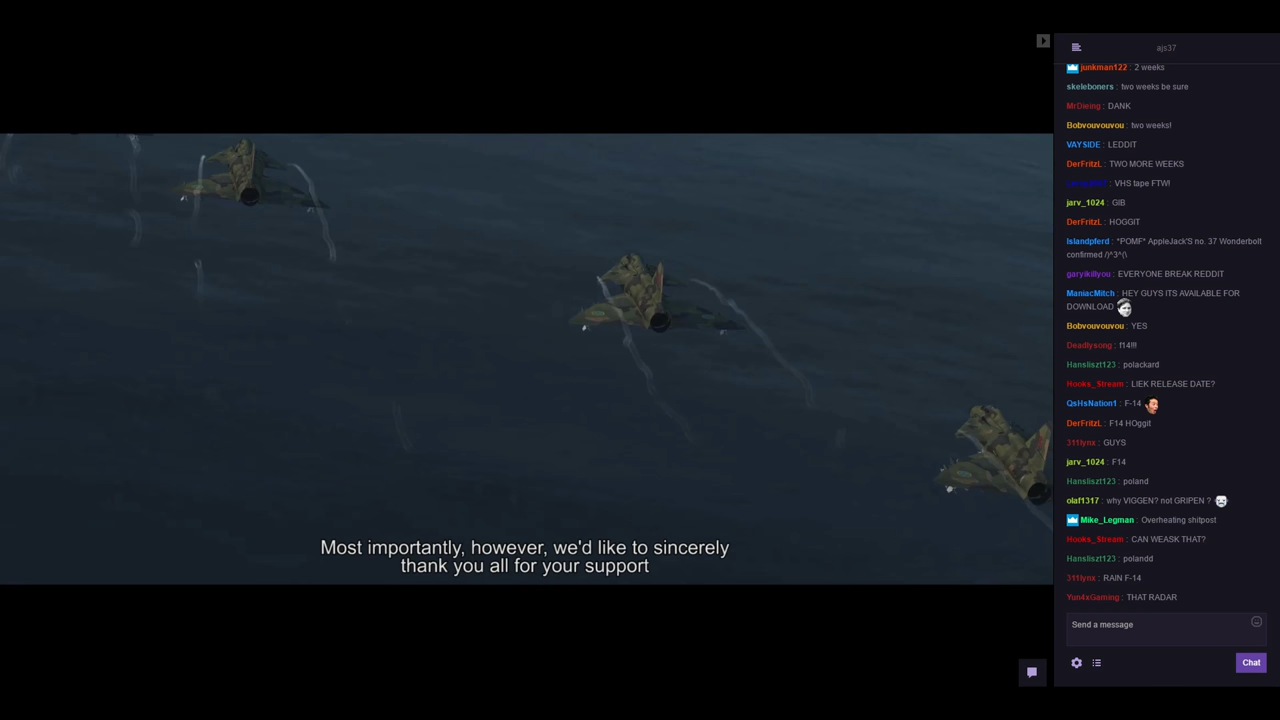 ajs37
junkman122 : 2 weeks
skeleboners : two weeks be sure
MrDieing : DANK
Bobvouvouvou : two weeks!
VAYSIDE : LEDDIT
DerFritzL : TWO MORE WEEKS
: VHS tape FTW!
jarv_1024 : GIB
DerFritzL : HOGGIT
Islandpferd : *POMF* AppleJack'S no. 37 Wonderbolt
confirmed /)^3^(\
garyikillyou : EVERYONE BREAK REDDIT
ManiacMitch : HEY GUYS ITS AVAILABLE FOR
DOWNLOAD
Bobvouvouvou : YES
Deadlysong : f14!!!
Hansliszt123 : polackard
Hooks_Stream : LIEK RELEASE DATE?
QsHsNation1 : F-14
DerFritzL : F14 HOggit
311lynx : GUYS
jarv_1024 : F14
Hansliszt123 : poland
olaf1317 : why VIGGEN? not GRIPEN ?
Mike_Legman : Overheating shitpost
Hooks_Stream : CAN WEASK THAT?
Hansliszt123 : polandd
311lynx : RAIN F-14
Yun4xGaming : THAT RADAR
Send a message
Chat
Most importantly, however, we'd like to sincerely
thank you all for your support